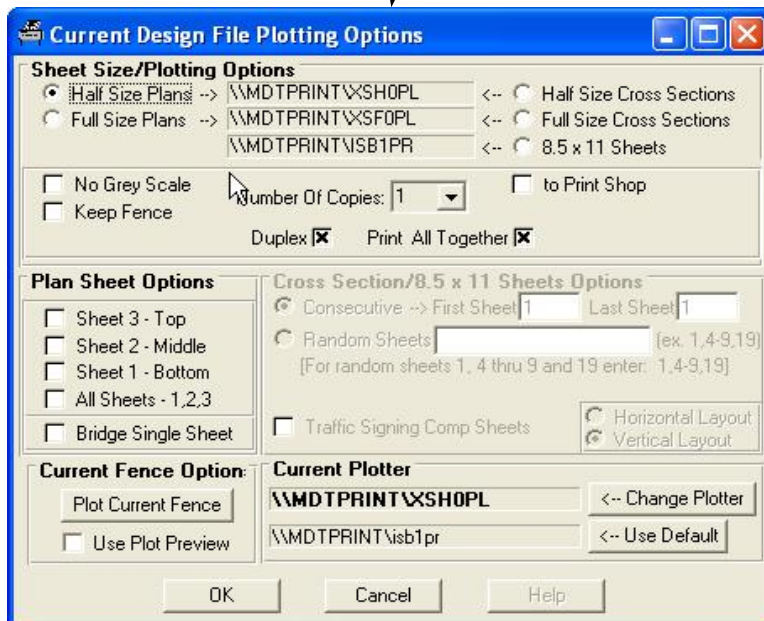 Current Design File Plotting Options
Sheet Size/Plotting Options
Half Size Plans --> \\MDTPRINT\XSH0PL <-- Half Size Cross Sections
Full Size Plans --> \\MDTPRINT\XSF0PL <-- Full Size Cross Sections
\\MDTPRINT\ISB1PR <-- 8.5 x 11 Sheets
No Grey Scale
Keep Fence
Number Of Copies: 1
to Print Shop
Duplex Print All Together
Plan Sheet Options
Sheet 3 - Top
Sheet 2 - Middle
Sheet 1 - Bottom
All Sheets - 1,2,3
Bridge Single Sheet
Cross Section/8.5 x 11 Sheets Options
Consecutive --> First Sheet 1 Last Sheet 1
Random Sheets (ex. 1,4-9,19)
[For random sheets 1, 4 thru 9 and 19 enter: 1,4-9,19]
Traffic Signing Comp Sheets
Horizontal Layout
Vertical Layout
Current Fence Option:
Plot Current Fence
Use Plot Preview
Current Plotter
\\MDTPRINT\XSH0PL <-- Change Plotter
\\MDTPRINT\isb1pr <-- Use Default
OK Cancel Help